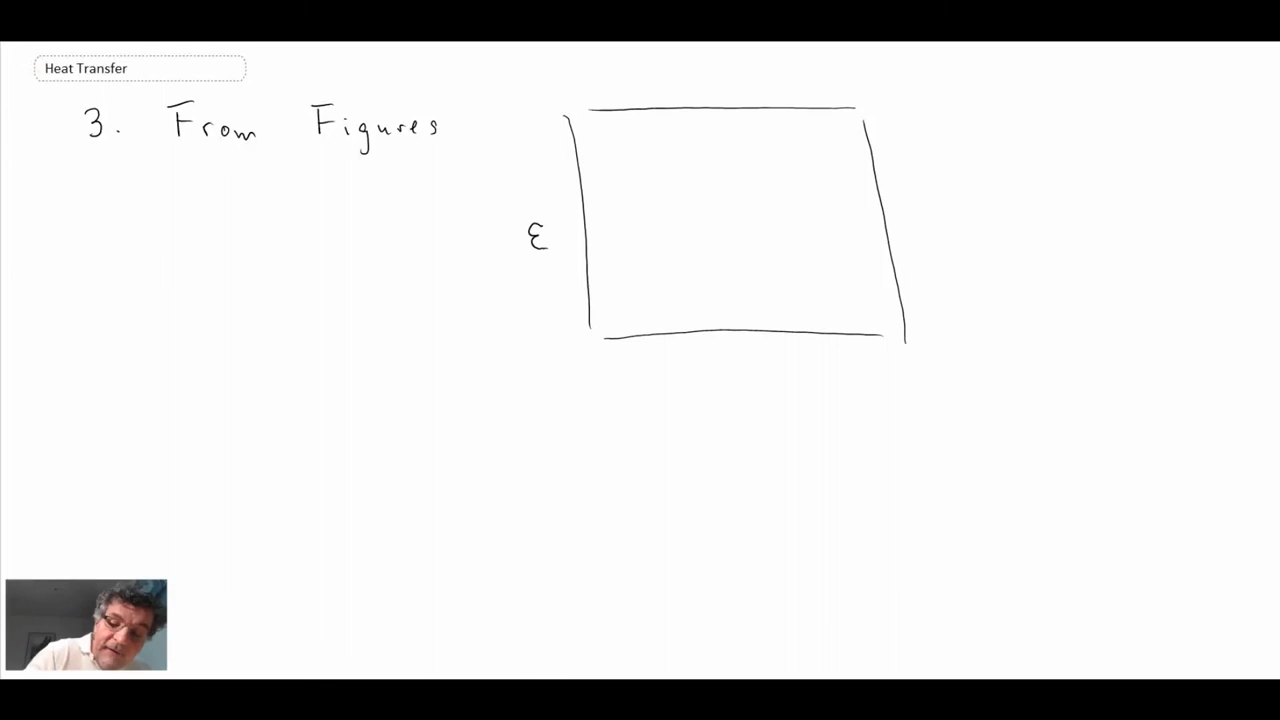 Heat Transfer
3. From Figures
ε